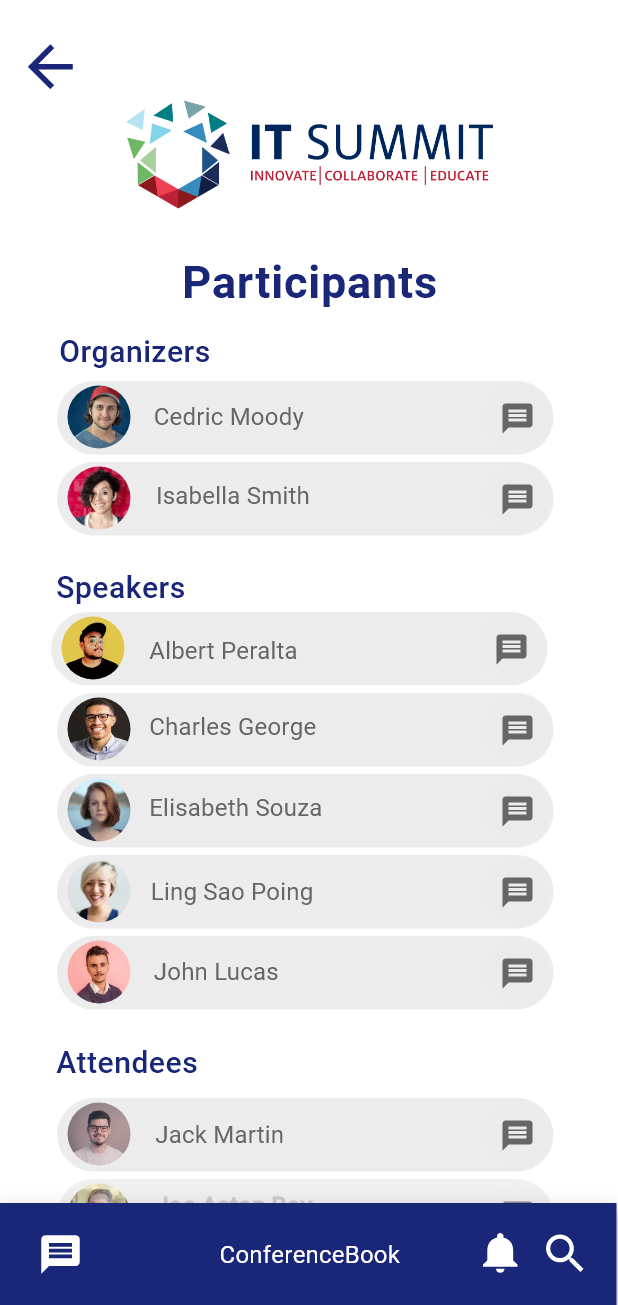 IT SUMMIT
INNOVATE | COLLABORATE | EDUCATE
Participants
Organizers
Cedric Moody
Isabella Smith
Speakers
Albert Peralta
Charles George
Elisabeth Souza
Ling Sao Poing
John Lucas
Attendees
Jack Martin
ConferenceBook